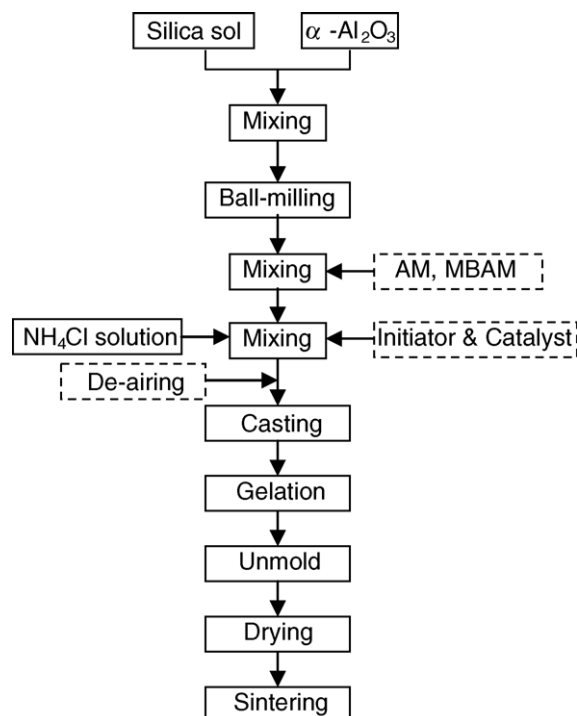 Silica sol
α -Al₂O₃
Mixing
Ball-milling
Mixing
AM, MBAM
NH₄Cl solution
Mixing
Initiator & Catalyst
De-airing
Casting
Gelation
Unmold
Drying
Sintering